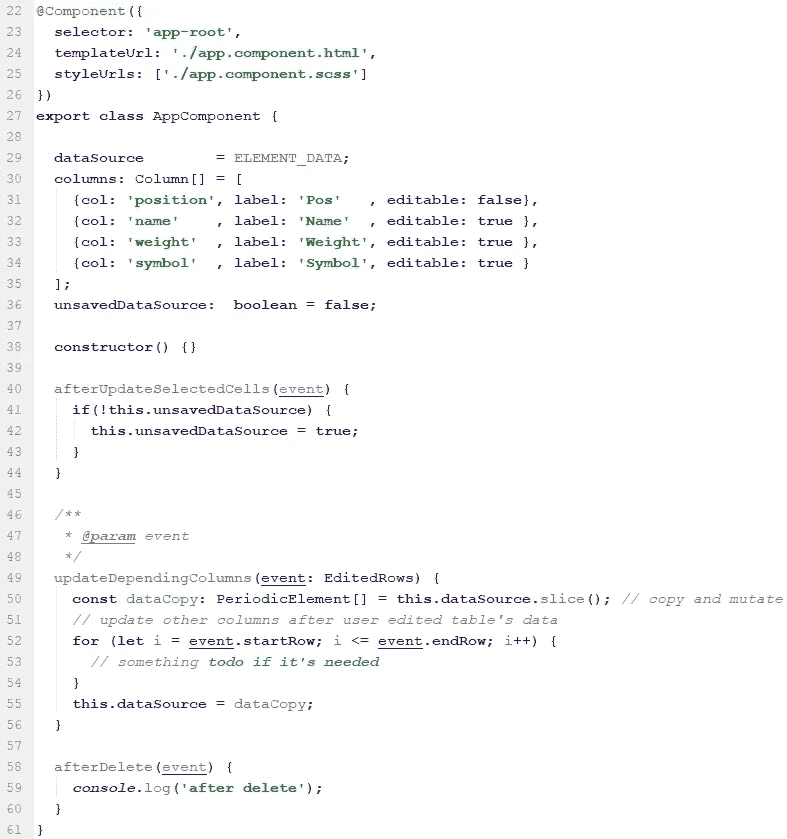 22 @Component({
23   selector: 'app-root',
24   templateUrl: './app.component.html',
25   styleUrls: ['./app.component.scss']
26 })
27 export class AppComponent {
28
29   dataSource        = ELEMENT_DATA;
30   columns: Column[] = [
31     {col: 'position', label: 'Pos'   , editable: false},
32     {col: 'name'    , label: 'Name'  , editable: true },
33     {col: 'weight'  , label: 'Weight', editable: true },
34     {col: 'symbol'  , label: 'Symbol', editable: true }
35   ];
36   unsavedDataSource:  boolean = false;
37
38   constructor() {}
39
40   afterUpdateSelectedCells(event) {
41     if(!this.unsavedDataSource) {
42       this.unsavedDataSource = true;
43     }
44   }
45
46   /**
47    * @param event
48    */
49   updateDependingColumns(event: EditedRows) {
50     const dataCopy: PeriodicElement[] = this.dataSource.slice(); // copy and mutate
51     // update other columns after user edited table's data
52     for (let i = event.startRow; i <= event.endRow; i++) {
53       // something todo if it's needed
54     }
55     this.dataSource = dataCopy;
56   }
57
58   afterDelete(event) {
59     console.log('after delete');
60   }
61 }